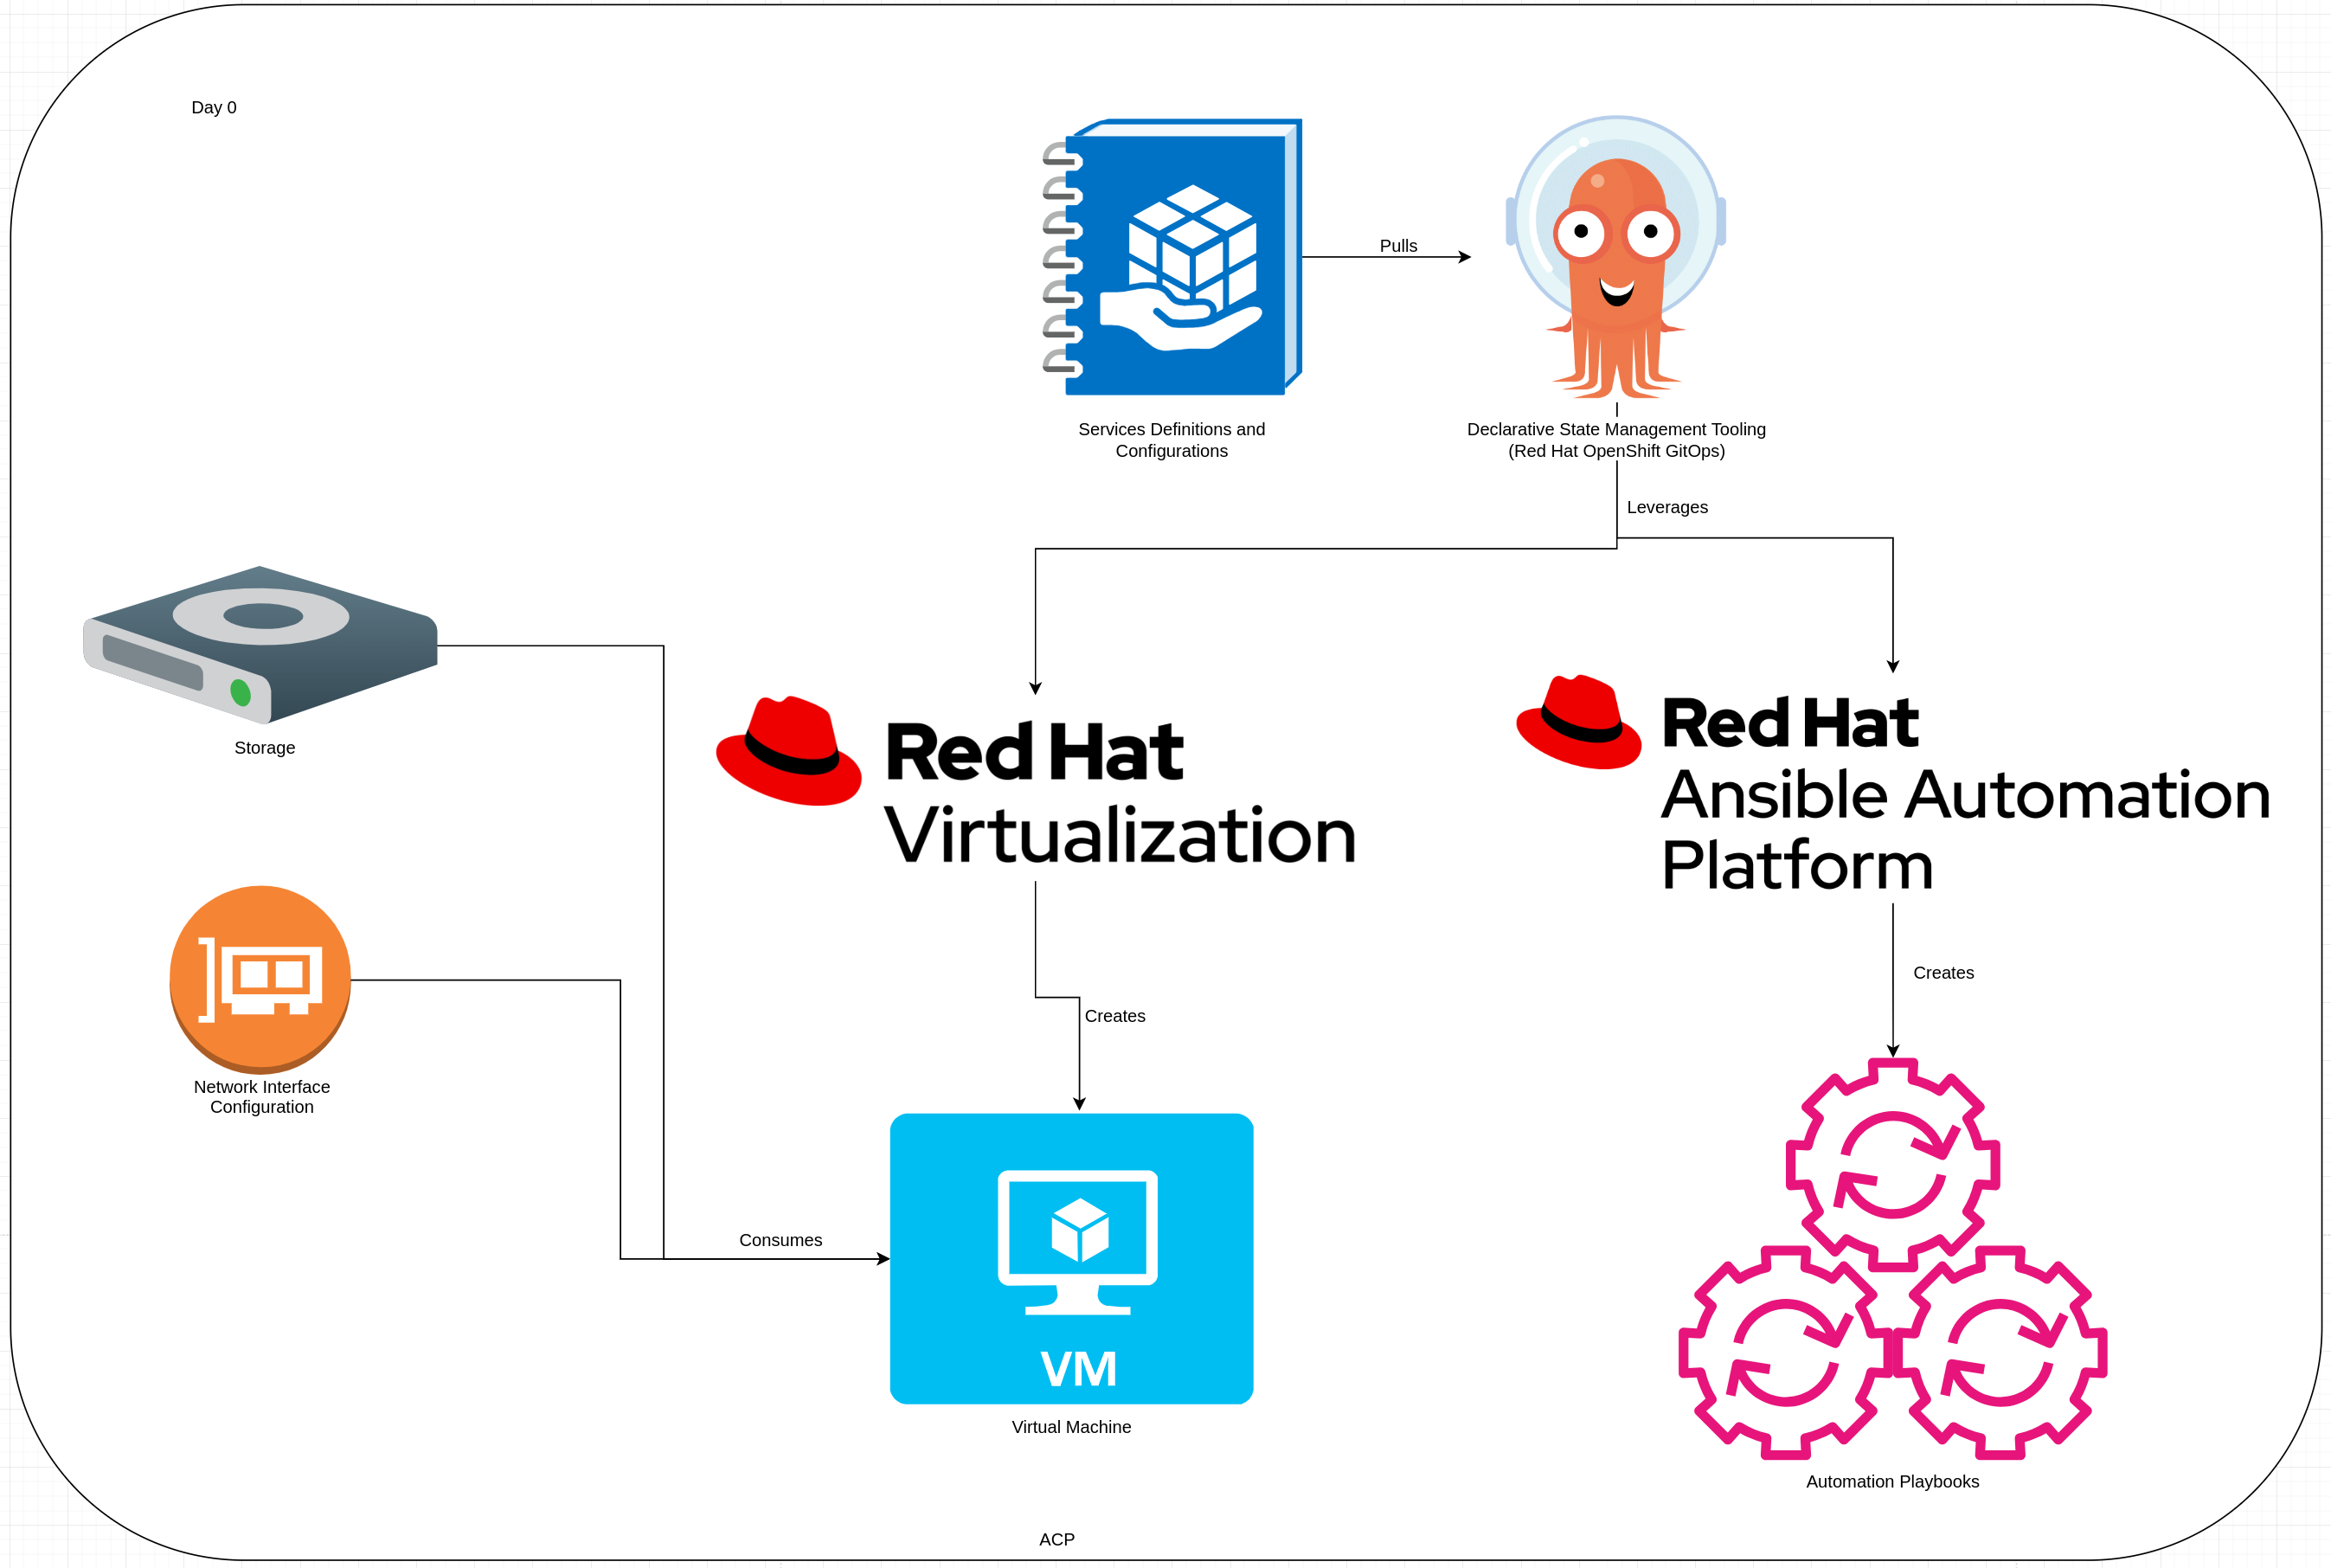 Day 0
Pulls
Services Definitions and
Configurations
Declarative State Management Tooling
(Red Hat OpenShift GitOps)
Leverages
Storage
Red Hat
Virtualization
Red Hat
Ansible Automation
Platform
Network Interface
Configuration
Creates
Creates
Consumes
VM
Virtual Machine
Automation Playbooks
ACP